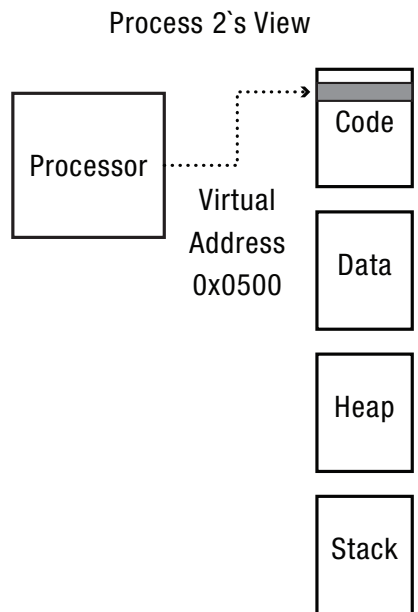 Process 2`s View
Processor
Virtual
Address
0x0500
Code
Data
Heap
Stack